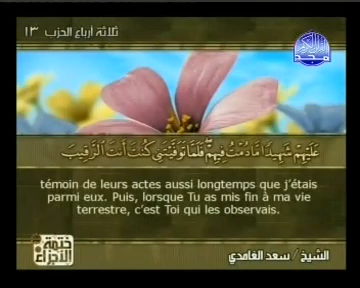 ثلاثة أرباع الحزب ١٣
المجد
عَلَيْهِمْ شَهِيدًا مَّا دُمْتُ فِيهِمْ فَلَمَّا تَوَفَّيْتَنِي كُنتَ أَنتَ الرَّقِيبَ
témoin de leurs actes aussi longtemps que j'étais
parmi eux. Puis, lorsque Tu as mis fin à ma vie
terrestre, c'est Toi qui les observais.
ختمة
الأجزاء
الشيخ / سعد الغامدي